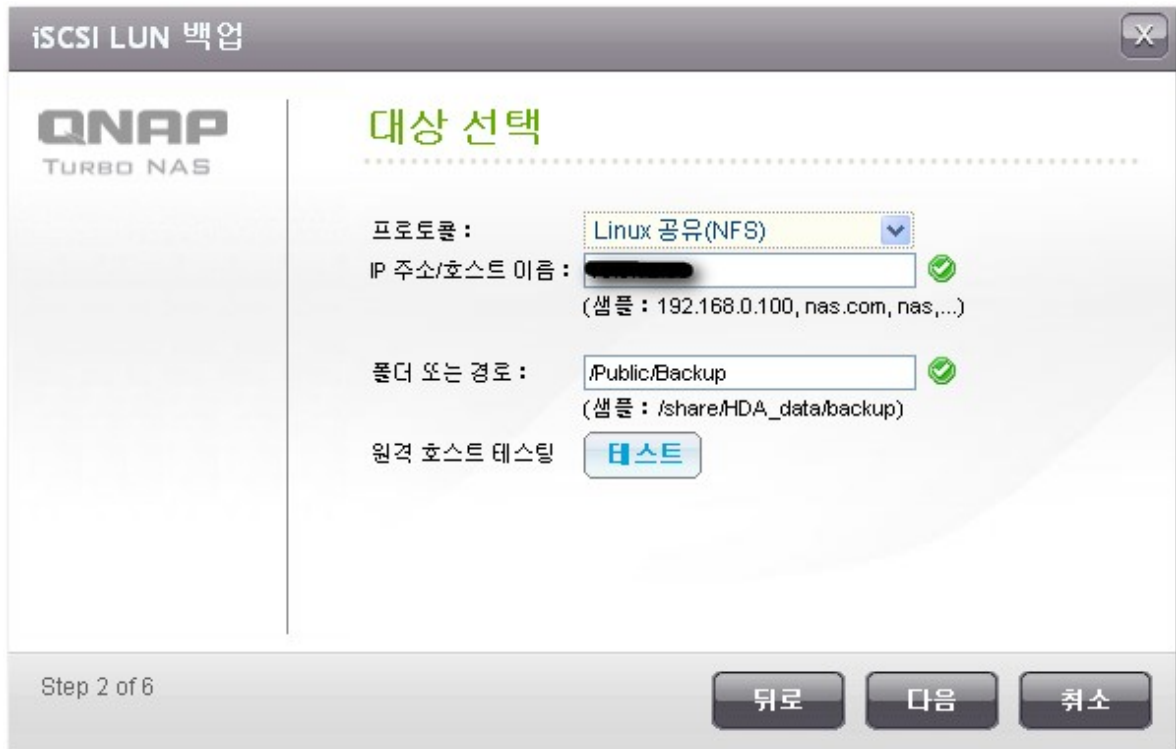 iSCSI LUN 백업
X
QNAP
TURBO NAS
대상 선택
프로토콜 :
Linux 공유(NFS)
IP 주소/호스트 이름 :
(샘플 : 192.168.0.100, nas.com, nas,...)
폴더 또는 경로 :
/Public/Backup
(샘플 : /share/HDA_data/backup)
원격 호스트 테스팅
테스트
Step 2 of 6
뒤로
다음
취소